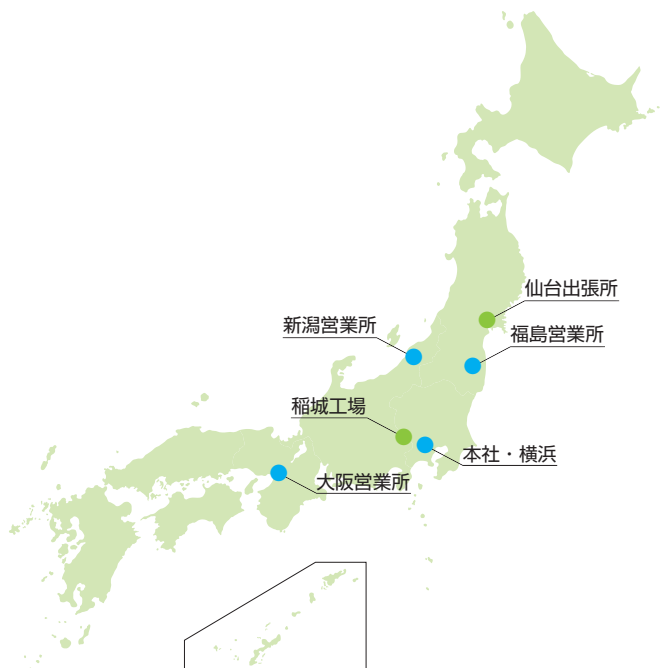 仙台出張所
新潟営業所
福島営業所
稲城工場
本社・横浜
大阪営業所